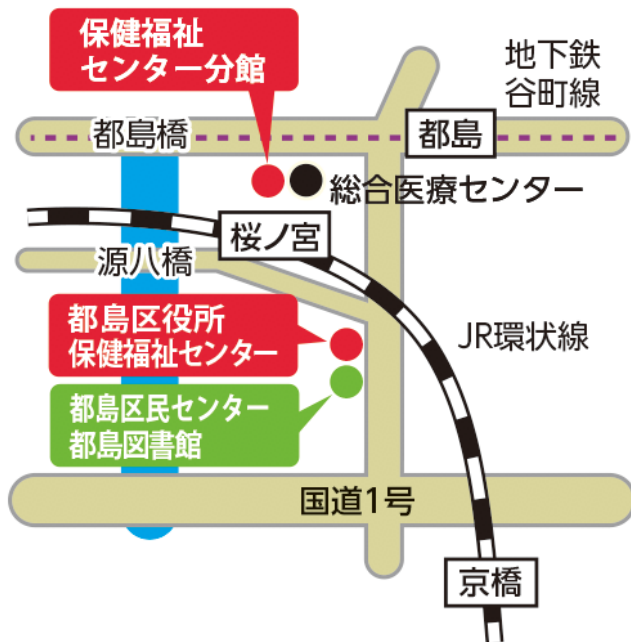 保健福祉
センター分館
地下鉄
谷町線
都島橋
都島
総合医療センター
桜ノ宮
源八橋
都島区役所
保健福祉センター
JR環状線
都島区民センター
都島図書館
国道1号
京橋